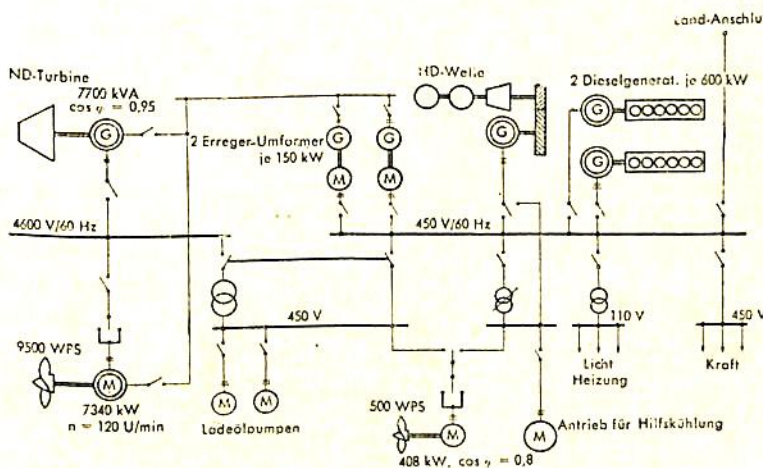 Land-Anschlu
ND-Turbine
7700 kVA
cos η = 0,95
HD-Welle
2 Dieselgenerat. je 600 kW
G
G
G
G
G
G
2 Erreger-Umformer
je 150 kW
M
M
4600 V/60 Hz
450 V/60 Hz
450 V
110 V
450 V
9500 WPS
M
7340 kW
n = 120 U/min
M
M
Ladeölpumpen
500 WPS
M
408 kW, cos η = 0,8
M
Antrieb für Hilfskühlung
Licht
Heizung
Kraft